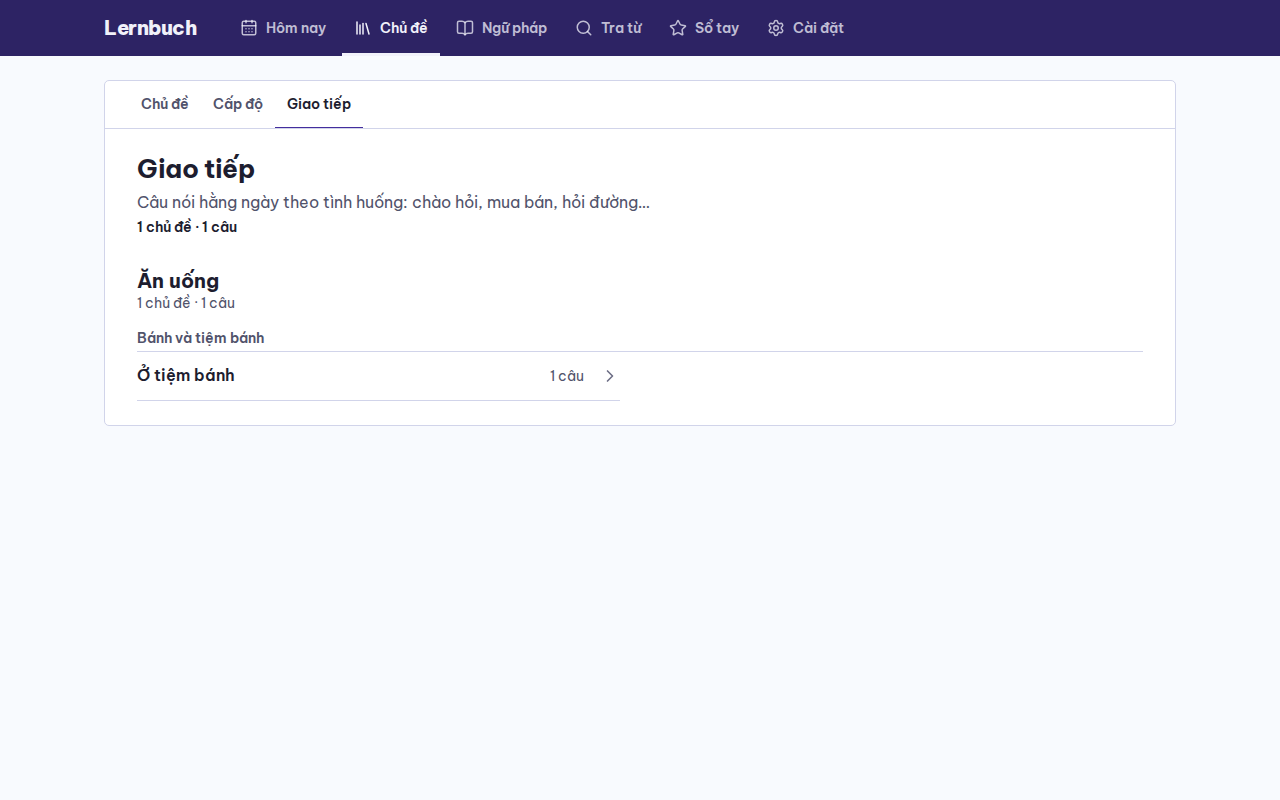 Lernbuch
Hôm nay
Chủ đề
Ngữ pháp
Tra từ
Sổ tay
Cài đặt
Chủ đề
Cấp độ
Giao tiếp
Giao tiếp
Câu nói hằng ngày theo tình huống: chào hỏi, mua bán, hỏi đường…
1 chủ đề · 1 câu
Ăn uống
1 chủ đề · 1 câu
Bánh và tiệm bánh
Ở tiệm bánh
1 câu